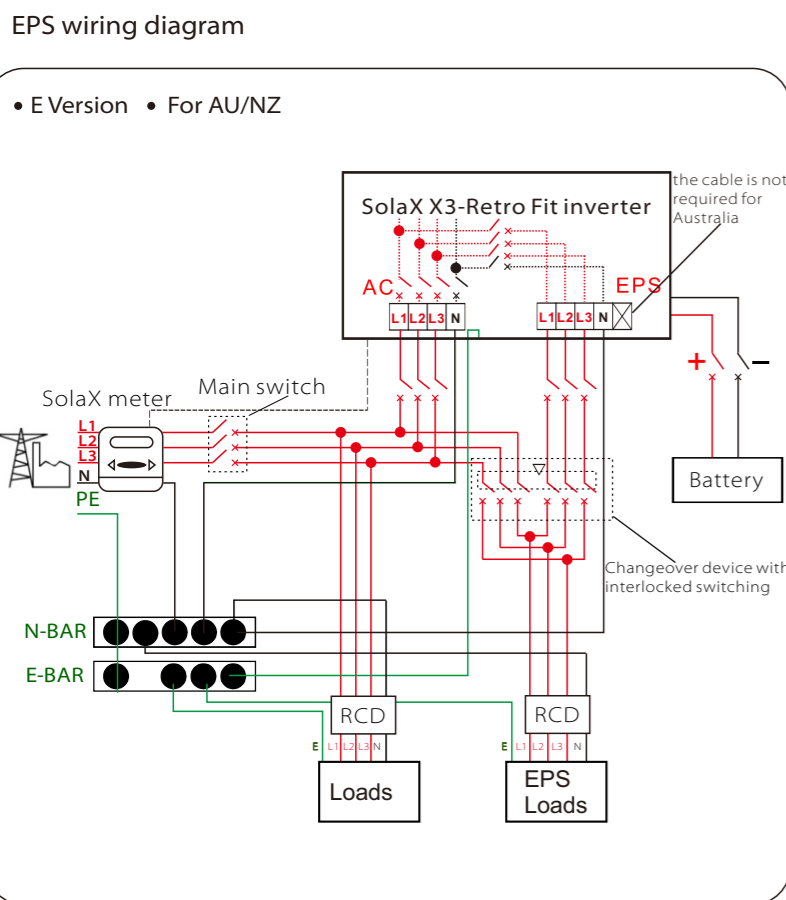 EPS wiring diagram
• E Version • For AU/NZ
the cable is not
required for
Australia
SolaX X3-Retro Fit inverter
AC
EPS
L1 L2 L3 N
L1 L2 L3 N
+ −
SolaX meter
Main switch
L1
L2
L3
N
PE
Battery
Changeover device with
interlocked switching
N-BAR
E-BAR
RCD
RCD
E L1 L2 L3 N
E L1 L2 L3 N
Loads
EPS
Loads